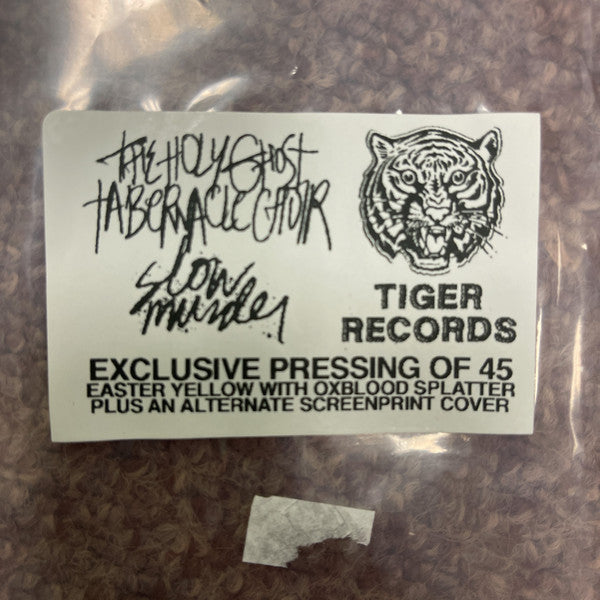 THE HOLY GHOST
TABERNACLE CHOIR
slow
murder
TIGER
RECORDS
EXCLUSIVE PRESSING OF 45
EASTER YELLOW WITH OXBLOOD SPLATTER
PLUS AN ALTERNATE SCREENPRINT COVER